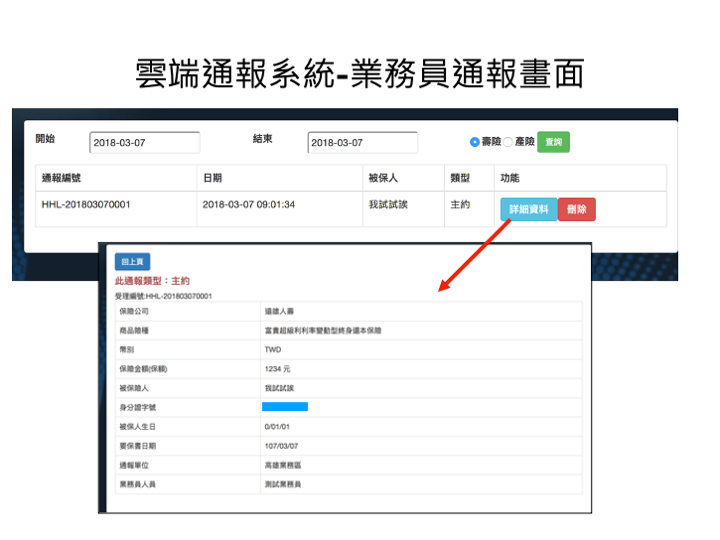 雲端通報系統-業務員通報畫面
開始 2018-03-07 結束 2018-03-07 壽險 產險 查詢
通報編號 日期 被保人 類型 功能
HHL-201803070001 2018-03-07 09:01:34 我試試誒 主約 詳細資料 刪除
回上頁
此通報類型：主約
受理編號:HHL-201803070001
保險公司 遠雄人壽
商品險種 富貴超級利利率變動型終身還本保險
幣別 TWD
保險金額(保額) 1234 元
被保險人 我試試誒
身分證字號
被保人生日 0/01/01
要保書日期 107/03/07
通報單位 高雄業務區
業務員人員 測試業務員